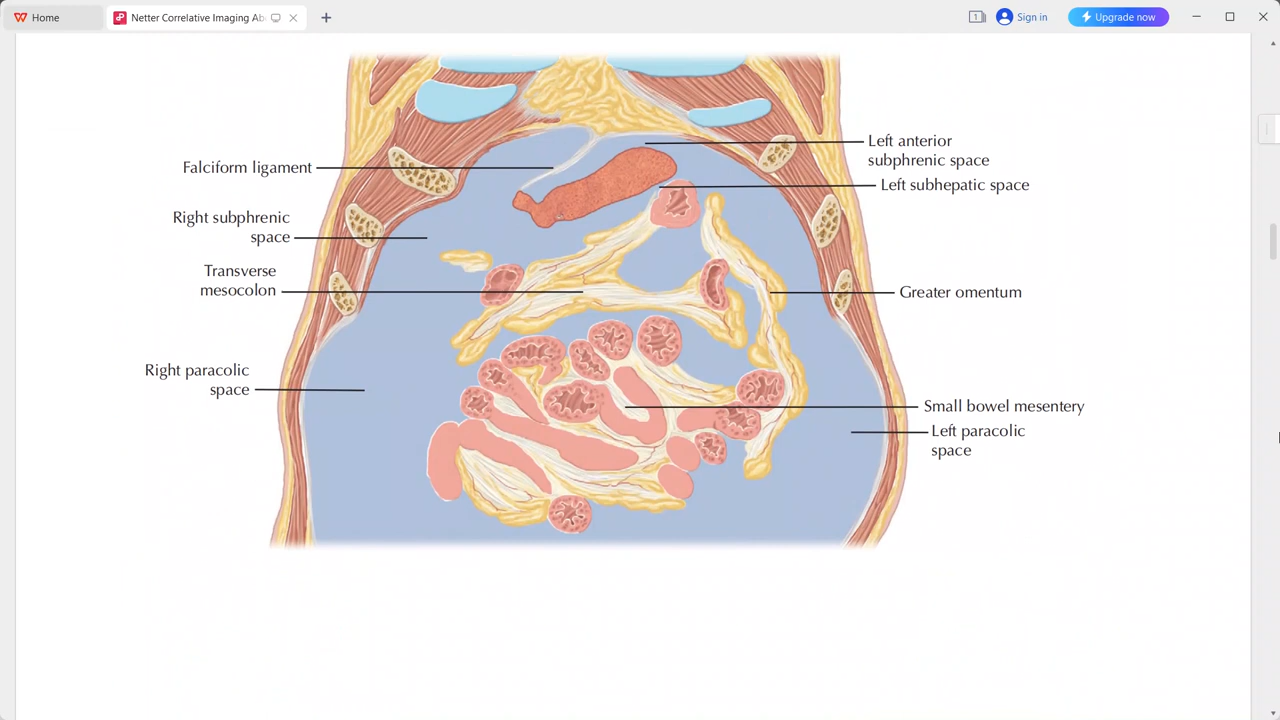 Home
Netter Correlative Imaging Ab
1
Sign in
Upgrade now
Left anterior
subphrenic space
Falciform ligament
Left subhepatic space
Right subphrenic
space
Transverse
mesocolon
Greater omentum
Right paracolic
space
Small bowel mesentery
Left paracolic
space